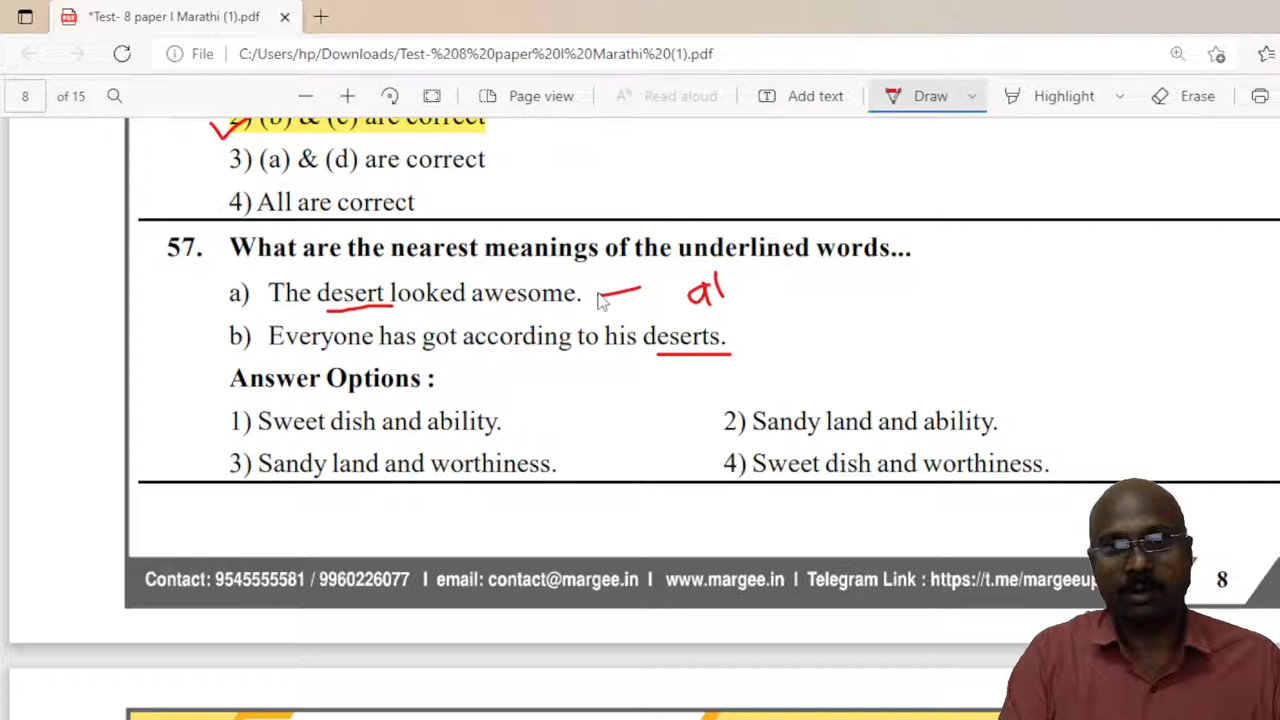 *Test- 8 paper I Marathi (1).pdf
File C:/Users/hp/Downloads/Test-%208%20paper%20I%20Marathi%20(1).pdf
8 of 15 Page view Read aloud Add text Draw Highlight Erase
2) (b) & (c) are correct
3) (a) & (d) are correct
4) All are correct
57. What are the nearest meanings of the underlined words...
a) The desert looked awesome.
b) Everyone has got according to his deserts.
Answer Options :
1) Sweet dish and ability. 2) Sandy land and ability.
3) Sandy land and worthiness. 4) Sweet dish and worthiness.
Contact: 9545555581 / 9960226077 I email: contact@margee.in I www.margee.in I Telegram Link : 8